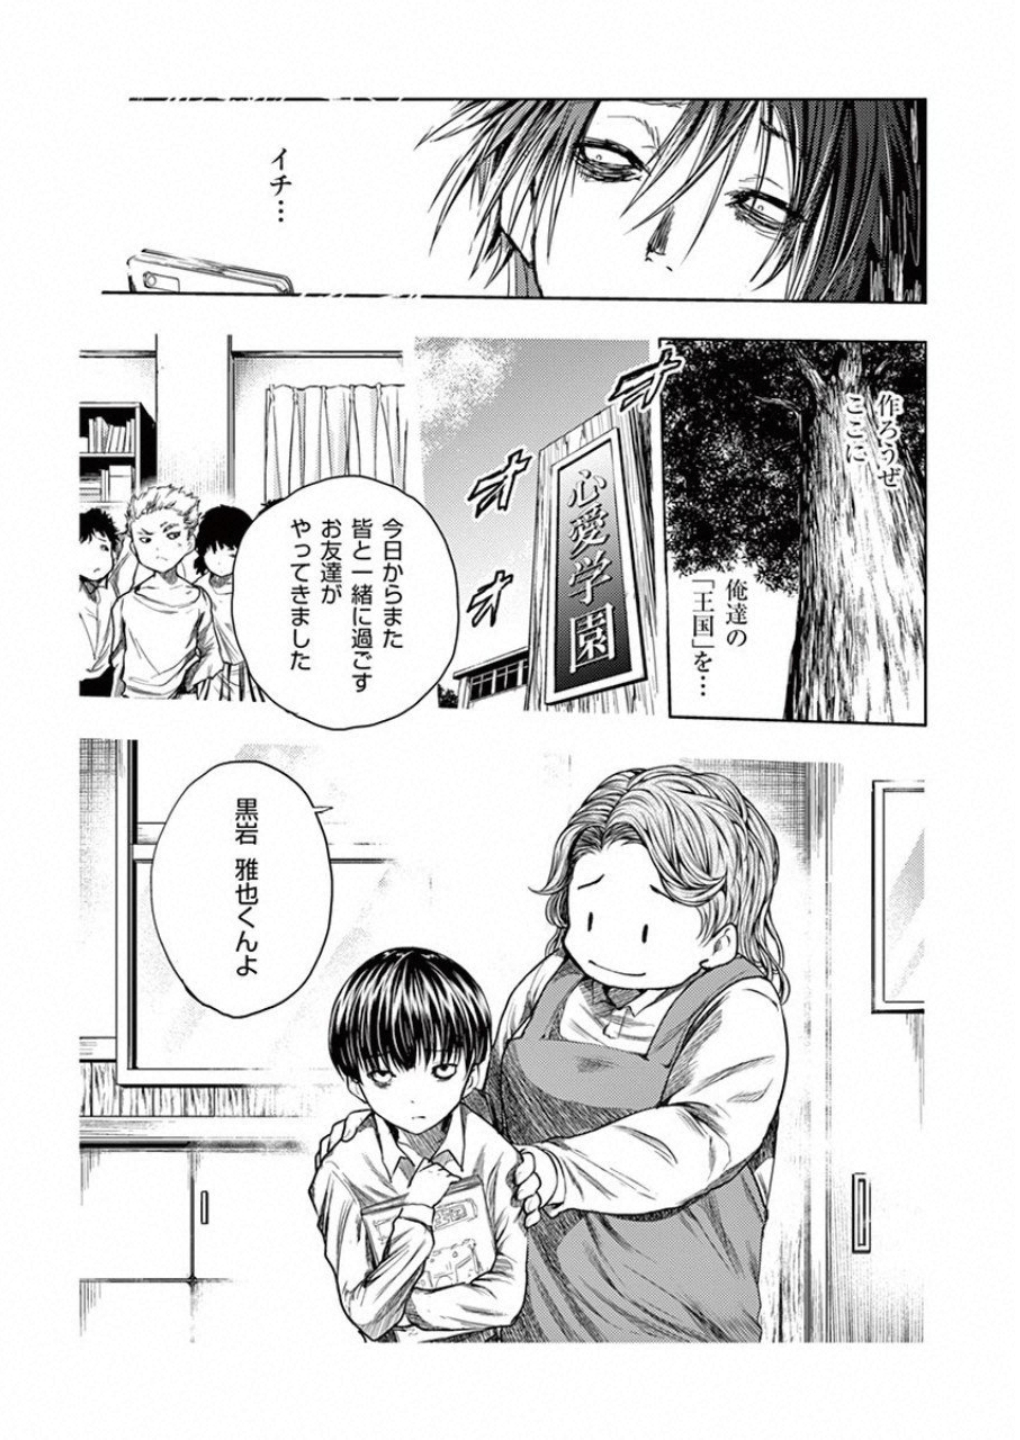 イチ…
作ろうぜ
ここに
俺達の
「王国」を…
オ
オ
オ
心愛学園
今日からまた
皆と一緒に過ごす
お友達が
やってきました
黒岩 雅也くんよ